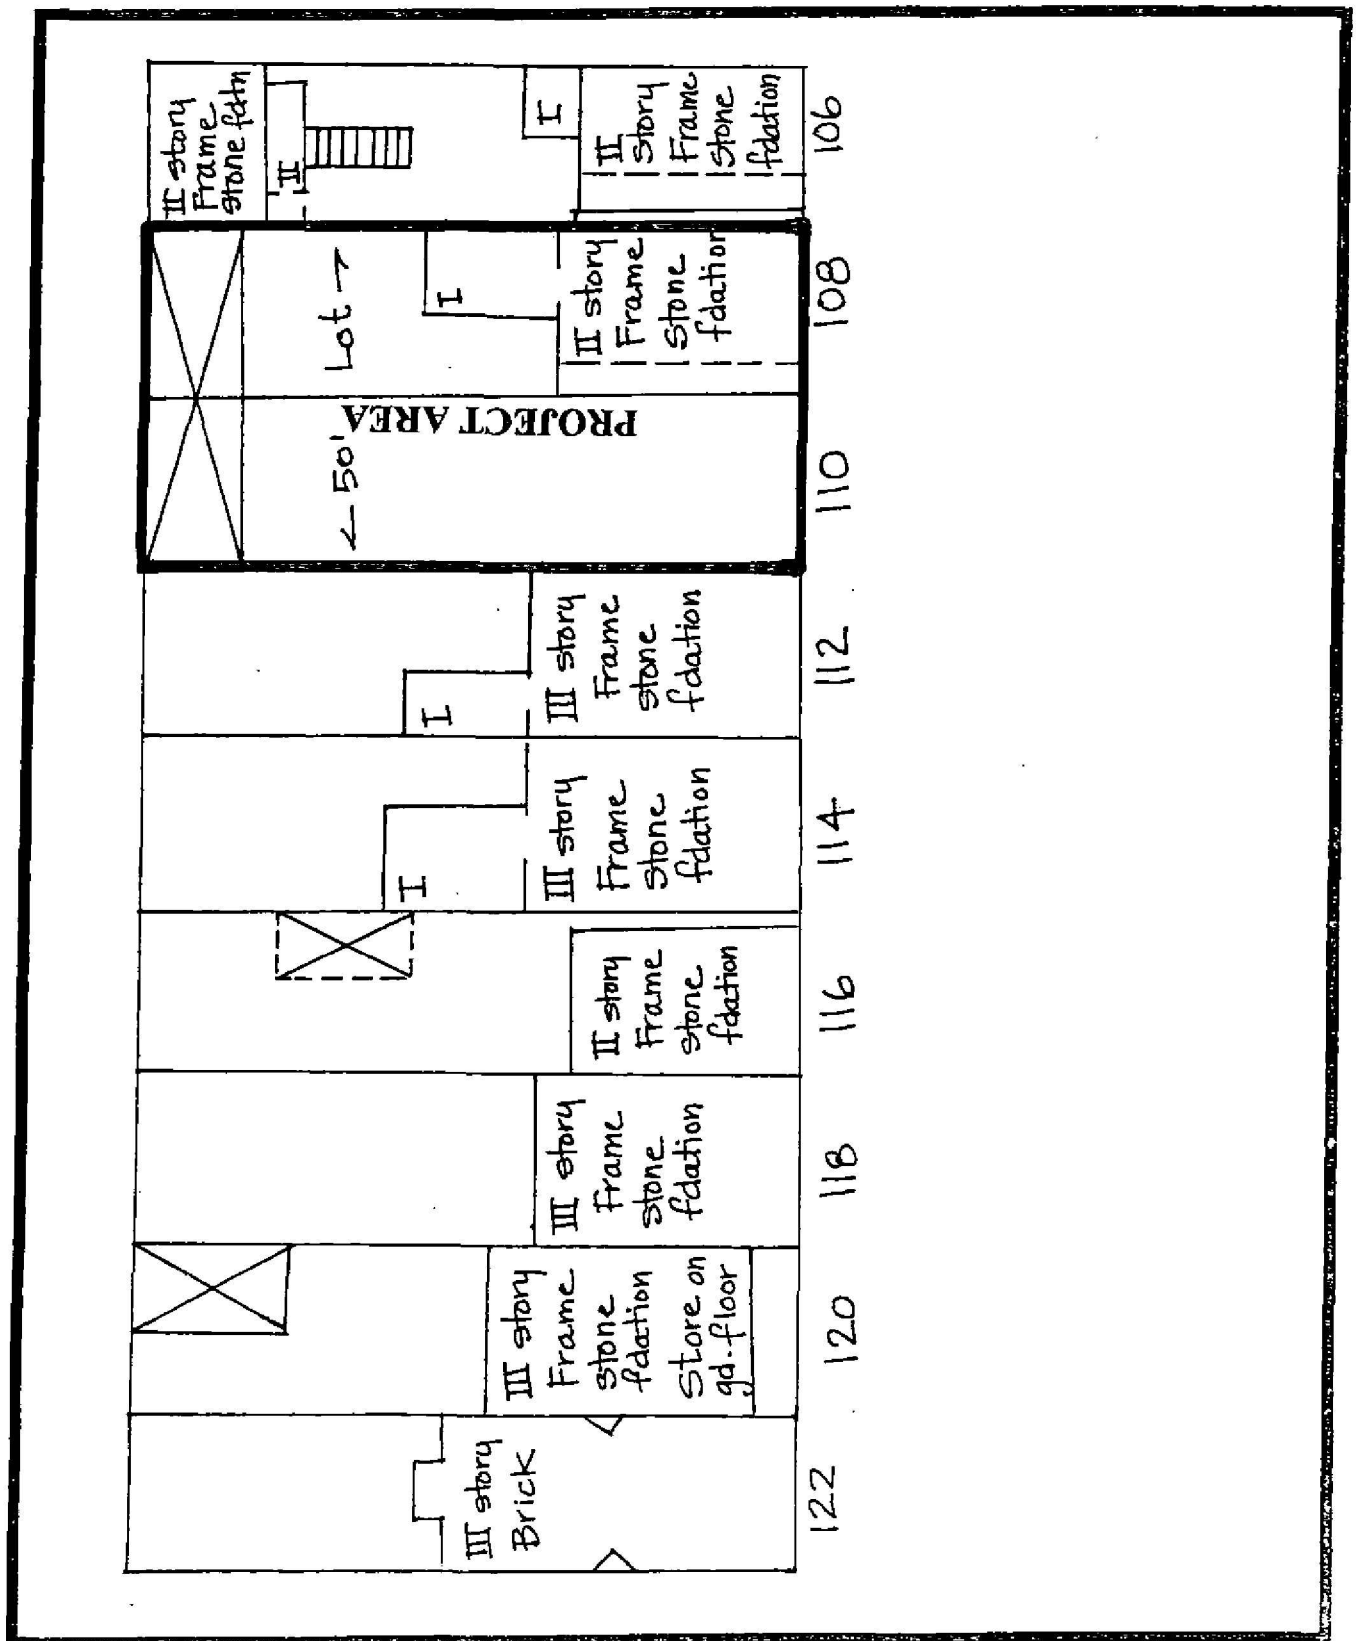 II story
Frame
stone fdtn
II
I
II
story
Frame
stone
fdation
106
Lot →
← 50'
PROJECT AREA
I
II story
Frame
Stone
fdation
108
110
I
III story
Frame
stone
fdation
112
I
III story
Frame
stone
fdation
114
II story
Frame
stone
fdation
116
III story
Frame
stone
fdation
118
III story
Frame
stone
fdation
Store on
gd. floor
120
III story
Brick
122